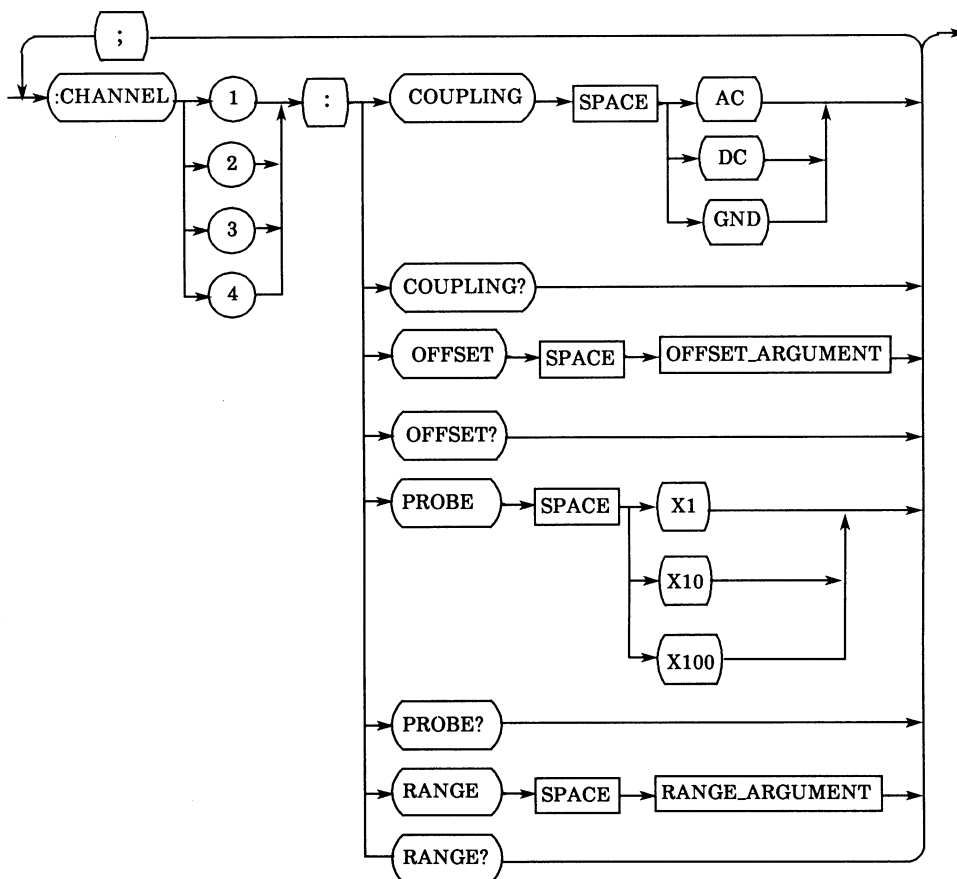 ;
:CHANNEL 1 : COUPLING SPACE AC
2 DC
3 GND
4
COUPLING?
OFFSET SPACE OFFSET_ARGUMENT
OFFSET?
PROBE SPACE X1
X10
X100
PROBE?
RANGE SPACE RANGE_ARGUMENT
RANGE?